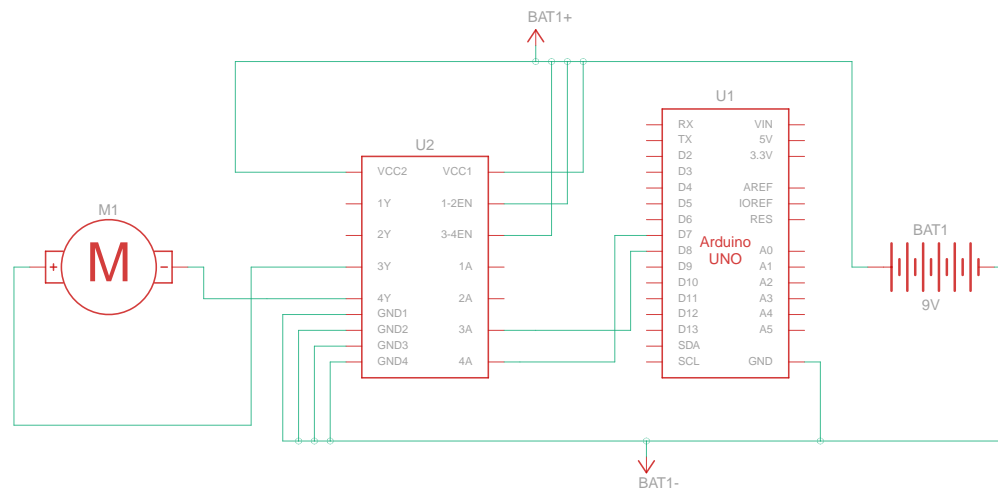 BAT1+
U1
RX VIN
TX 5V
D2 3.3V
D3
D4 AREF
D5 IOREF
D6 RES
D7
Arduino
UNO
D8 A0
D9 A1
D10 A2
D11 A3
D12 A4
D13 A5
SDA
SCL GND
U2
VCC2 VCC1
1Y 1-2EN
2Y 3-4EN
3Y 1A
4Y 2A
GND1
GND2 3A
GND3
GND4 4A
M1
+ M -
BAT1
9V
BAT1-